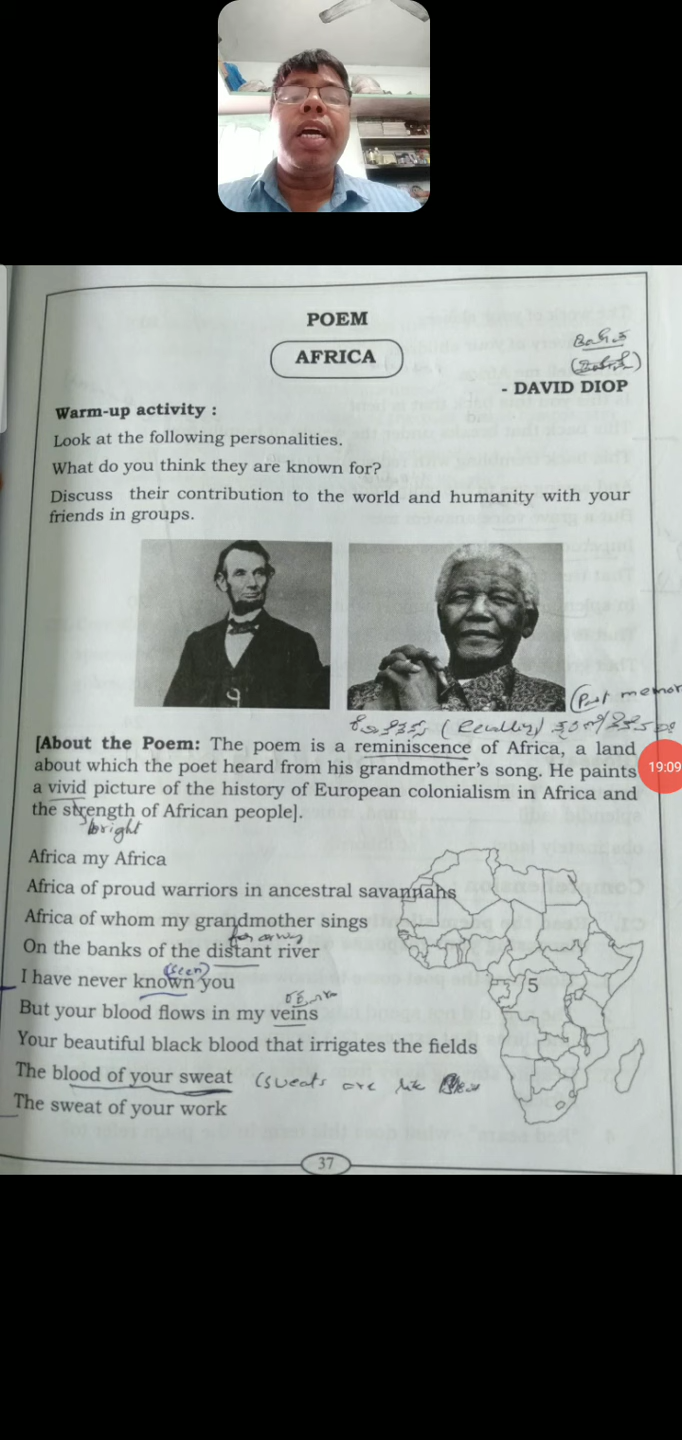 POEM
AFRICA
- DAVID DIOP
Warm-up activity :
Look at the following personalities.
What do you think they are known for?
Discuss their contribution to the world and humanity with your
friends in groups.
(Past memor
19:09
[About the Poem: The poem is a reminiscence of Africa, a land
about which the poet heard from his grandmother's song. He paints
a vivid picture of the history of European colonialism in Africa and
the strength of African people].
bright
Africa my Africa
Africa of proud warriors in ancestral savannahs
Africa of whom my grandmother sings
On the banks of the distant river
(seen)
I have never known you
5
But your blood flows in my veins
Your beautiful black blood that irrigates the fields
The blood of your sweat (sweats are like
The sweat of your work
37